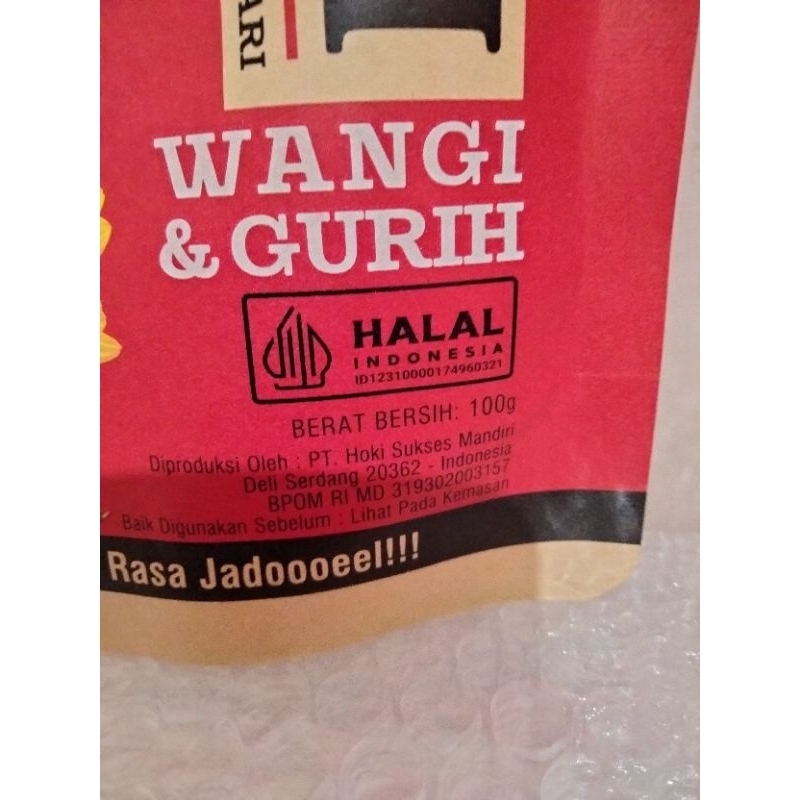 ARI
WANGI
& GURIH
HALAL
INDONESIA
ID12310000174960321
BERAT BERSIH: 100g
Diproduksi Oleh : PT. Hoki Sukses Mandiri
Deli Serdang 20362 - Indonesia
BPOM RI MD 319302003157
Baik Digunakan Sebelum : Lihat Pada Kemasan
Rasa Jadoooeel!!!